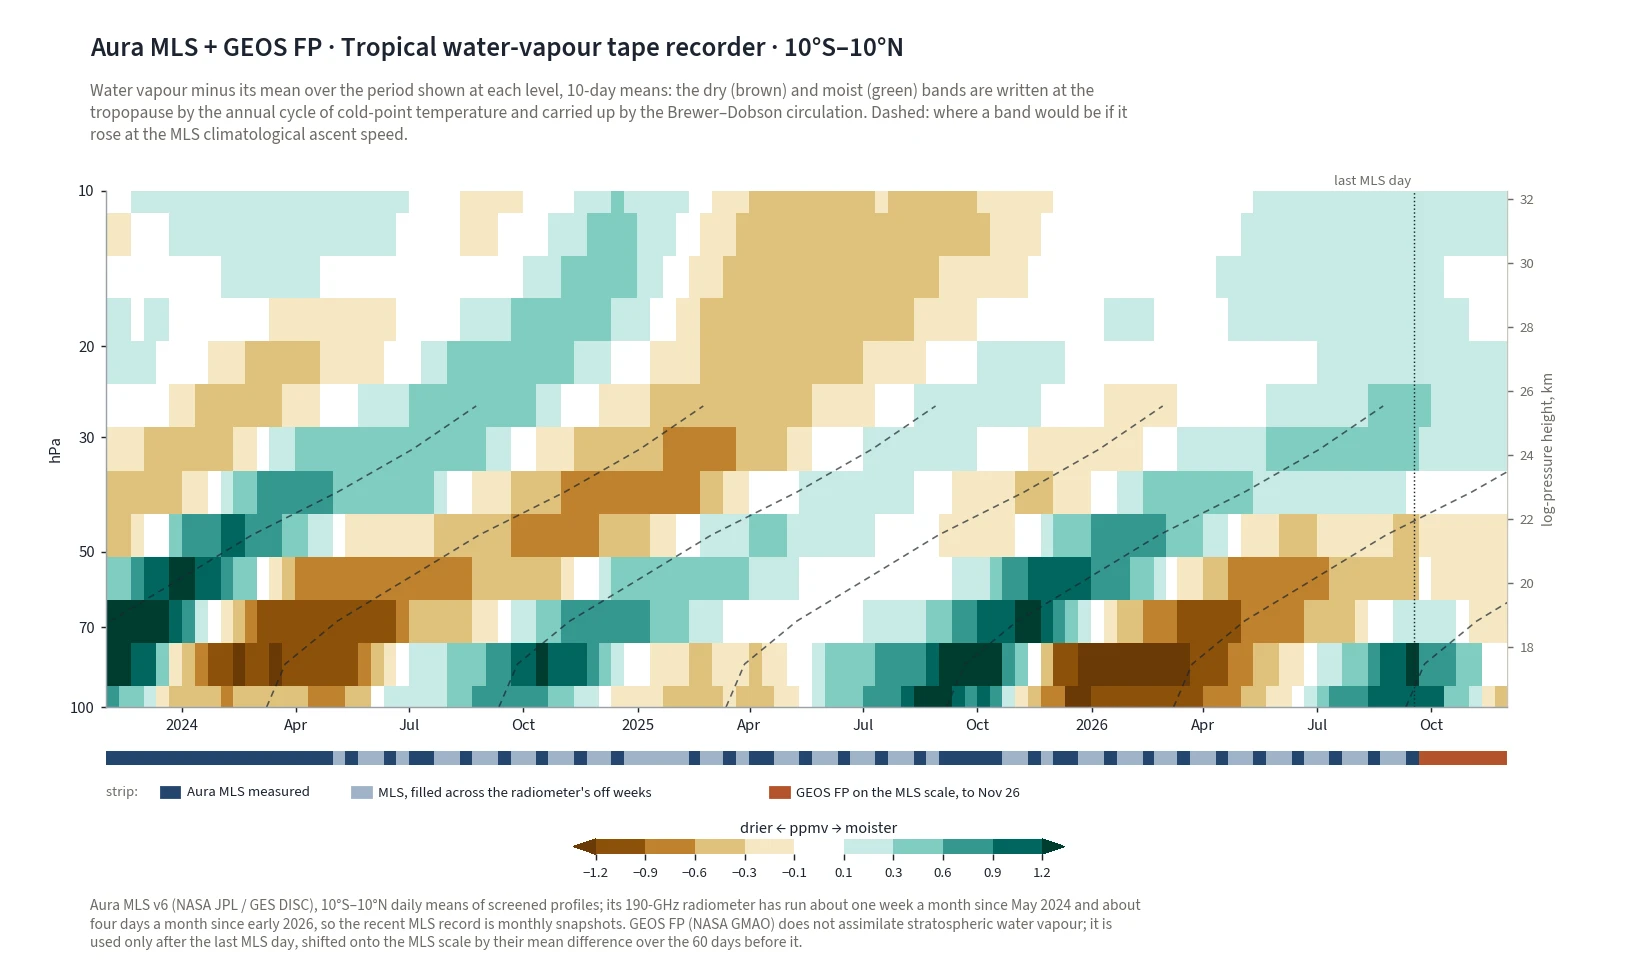 Aura MLS + GEOS FP · Tropical water-vapour tape recorder · 10°S–10°N
Water vapour minus its mean over the period shown at each level, 10-day means: the dry (brown) and moist (green) bands are written at the
tropopause by the annual cycle of cold-point temperature and carried up by the Brewer–Dobson circulation. Dashed: where a band would be if it
rose at the MLS climatological ascent speed.
last MLS day
10
20
30
50
70
100
hPa
32
30
28
26
24
22
20
18
log-pressure height, km
2024 Apr Jul Oct 2025 Apr Jul Oct 2026 Apr Jul Oct
strip: Aura MLS measured MLS, filled across the radiometer's off weeks GEOS FP on the MLS scale, to Nov 26
drier ← ppmv → moister
−1.2 −0.9 −0.6 −0.3 −0.1 0.1 0.3 0.6 0.9 1.2
Aura MLS v6 (NASA JPL / GES DISC), 10°S–10°N daily means of screened profiles; its 190-GHz radiometer has run about one week a month since May 2024 and about
four days a month since early 2026, so the recent MLS record is monthly snapshots. GEOS FP (NASA GMAO) does not assimilate stratospheric water vapour; it is
used only after the last MLS day, shifted onto the MLS scale by their mean difference over the 60 days before it.